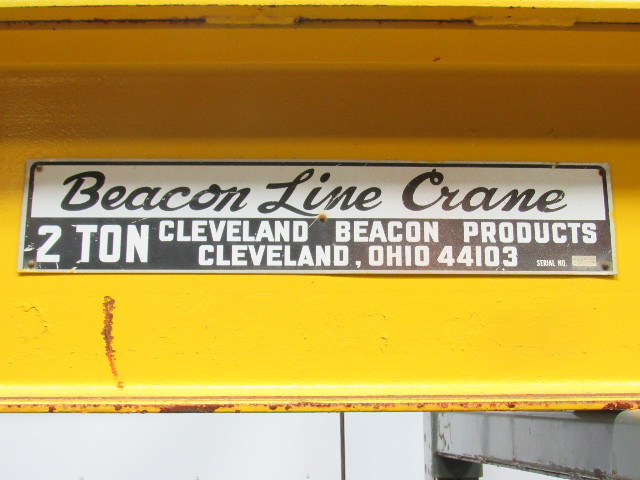 Beacon Line Crane
2 TON CLEVELAND BEACON PRODUCTS
CLEVELAND, OHIO 44103
SERIAL NO.